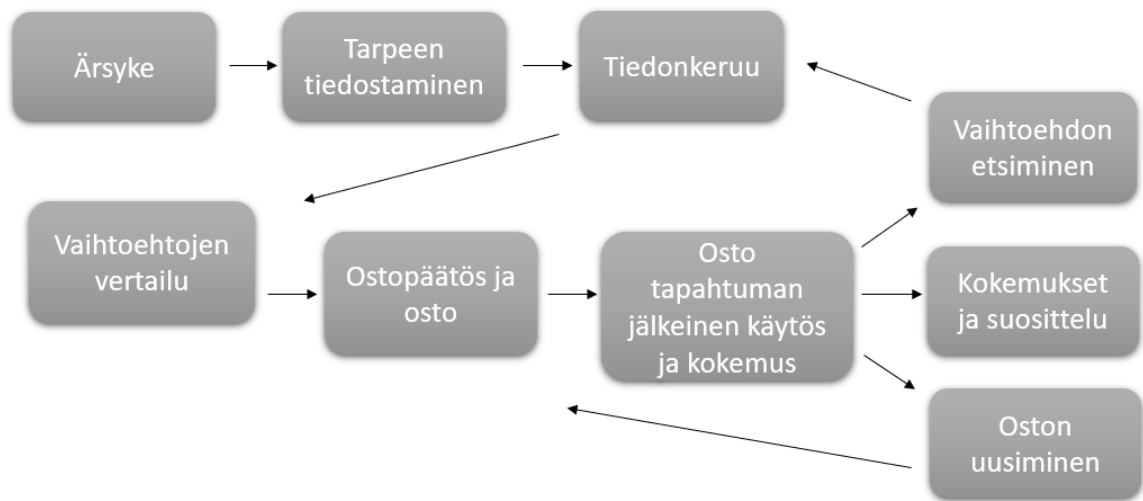 Ärsyke
Tarpeen
tiedostaminen
Tiedonkeruu
Vaihtoehdon
etsiminen
Vaihtoehtojen
vertailu
Ostopäätös ja
osto
Osto
tapahtuman
jälkeinen käytös
ja kokemus
Kokemukset
ja suosittelu
Oston
uusiminen